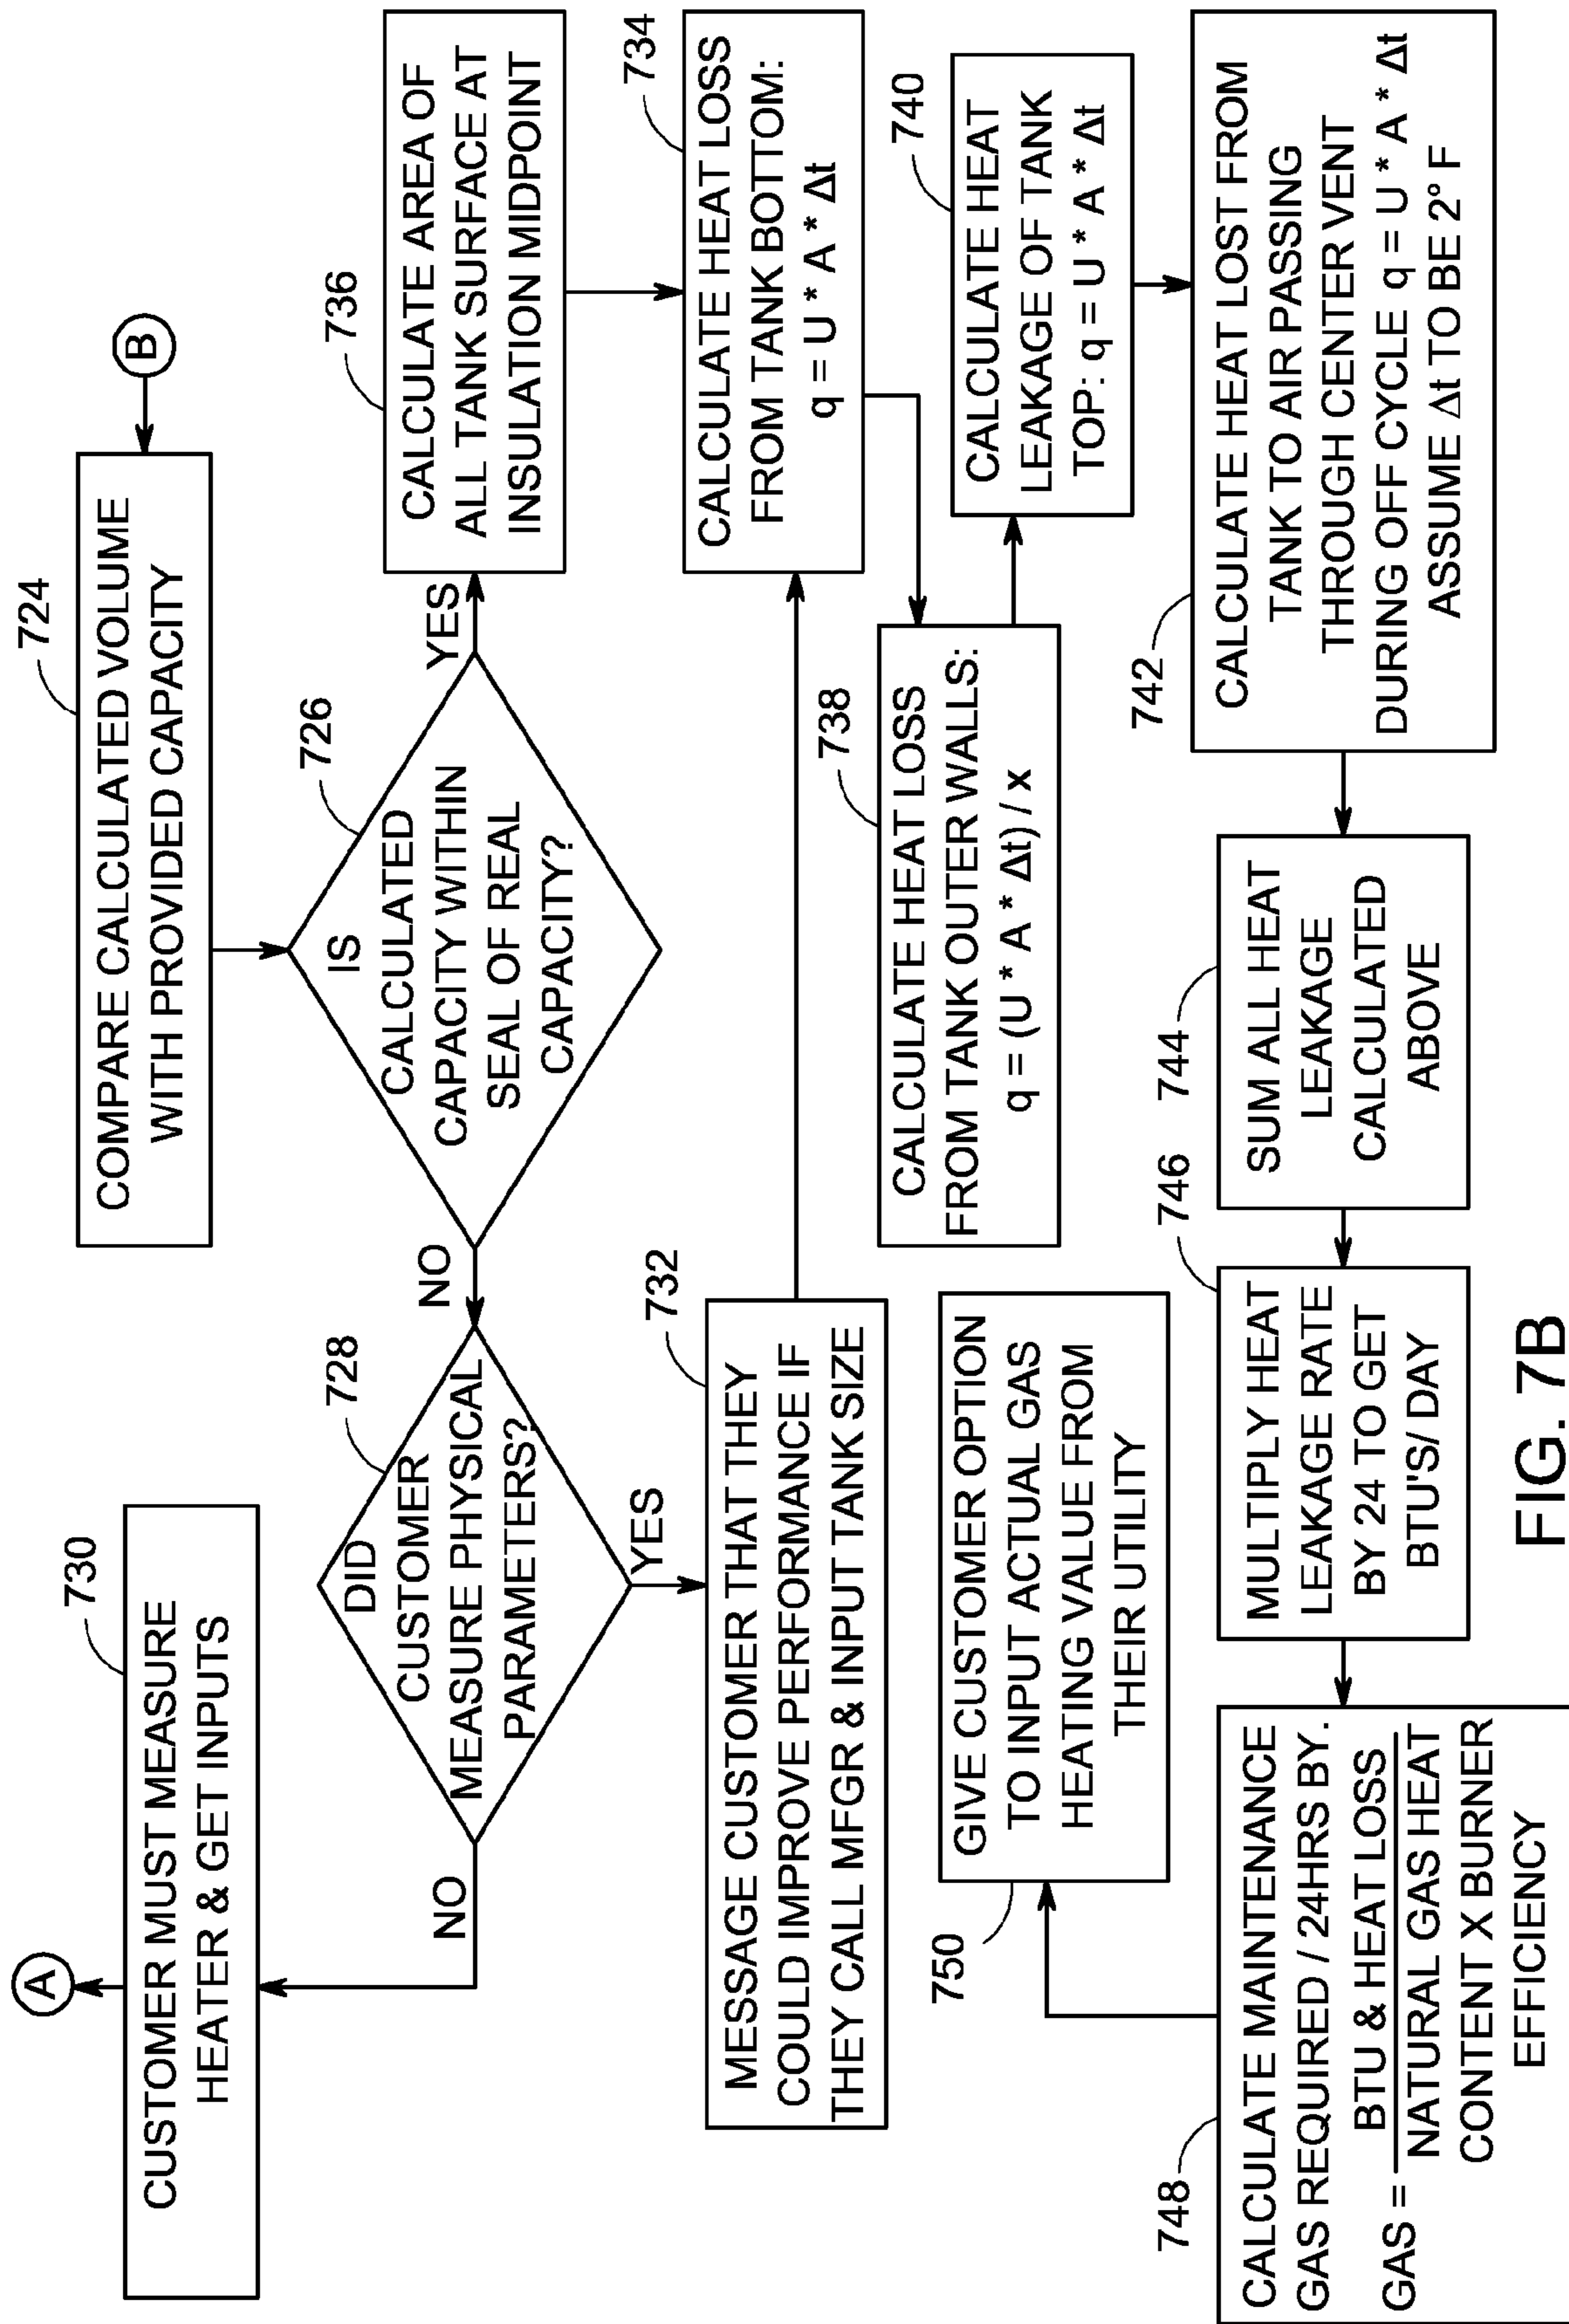 B
724
COMPARE CALCULATED VOLUME
WITH PROVIDED CAPACITY
726
IS
CALCULATED
CAPACITY WITHIN
SEAL OF REAL
CAPACITY?
YES
NO
736
CALCULATE AREA OF
ALL TANK SURFACE AT
INSULATION MIDPOINT
728
DID
CUSTOMER
MEASURE PHYSICAL
PARAMETERS?
NO
YES
730
CUSTOMER MUST MEASURE
HEATER & GET INPUTS
A
732
MESSAGE CUSTOMER THAT THEY
COULD IMPROVE PERFORMANCE IF
THEY CALL MFGR & INPUT TANK SIZE
734
CALCULATE HEAT LOSS
FROM TANK BOTTOM:
q = U * A * Δt
738
CALCULATE HEAT LOSS
FROM TANK OUTER WALLS:
q = (U * A * Δt) / x
740
CALCULATE HEAT
LEAKAGE OF TANK
TOP: q = U * A * Δt
742
CALCULATE HEAT LOST FROM
TANK TO AIR PASSING
THROUGH CENTER VENT
DURING OFF CYCLE q = U * A * Δt
ASSUME Δt TO BE 2° F
744
SUM ALL HEAT
LEAKAGE
CALCULATED
ABOVE
746
MULTIPLY HEAT
LEAKAGE RATE
BY 24 TO GET
BTU'S/ DAY
748
CALCULATE MAINTENANCE
GAS REQUIRED / 24HRS BY.
BTU & HEAT LOSS
GAS =
NATURAL GAS HEAT
CONTENT X BURNER
EFFICIENCY
750
GIVE CUSTOMER OPTION
TO INPUT ACTUAL GAS
HEATING VALUE FROM
THEIR UTILITY
FIG. 7B